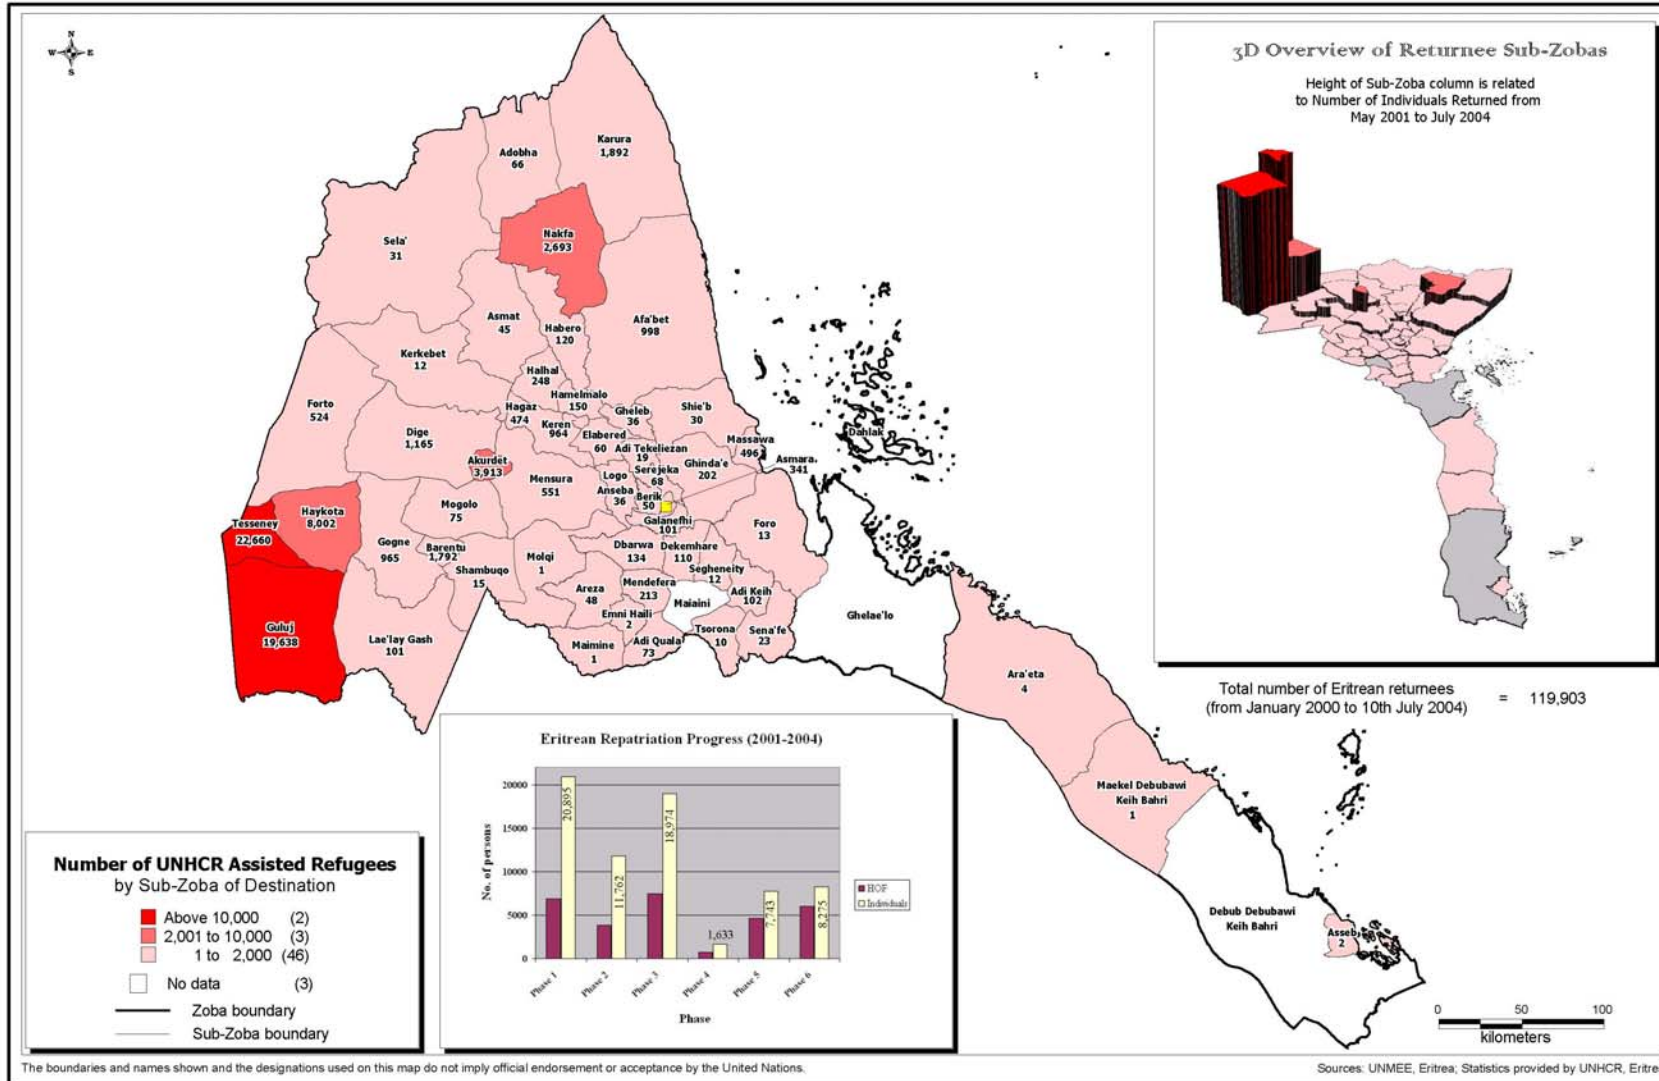 N
W E
S
3D Overview of Returnee Sub-Zobas
Height of Sub-Zoba column is related
to Number of Individuals Returned from
May 2001 to July 2004
Karura
1,892
Adobha
66
Nakfa
2,693
Sela'
31
Asmat
45
Habero
120
Afa'bet
998
Kerkebet
12
Halhal
248
Hamelmalo
150
Forto
524
Hagaz
474
Gheleb
36
Shie'b
30
Keren
964
Dige
1,165
Elabered
60
Adi Tekeliezan
19
Massawa
496
Dahlak
Akurdet
3,913
Serejeka
68
Ghinda'e
202
Asmara
341
Mensura
551
Logo
Anseba
36
Berik
50
Mogolo
75
Haykota
8,002
Tesseney
22,660
Galanefhi
101
Foro
13
Gogne
965
Barentu
1,792
Molqi
1
Dbarwa
134
Dekemhare
110
Shambuqo
15
Segheneity
12
Areza
48
Mendefera
213
Adi Keih
102
Maiaini
Ghelae'lo
Emni Haili
2
Guluj
19,638
Lae'lay Gash
101
Maimine
1
Adi Quala
73
Tsorona
10
Sena'fe
23
Ara'eta
4
Maekel Debubawi
Keih Bahri
1
Debub Debubawi
Keih Bahri
Asseb
2
Total number of Eritrean returnees
(from January 2000 to 10th July 2004) = 119,903
Eritrean Repatriation Progress (2001-2004)
No. of persons
20000
15000
10000
5000
0
20,895
11,762
18,974
1,633
7,743
8,275
HOF
Individuals
Phase 1
Phase 2
Phase 3
Phase 4
Phase 5
Phase 6
Phase
Number of UNHCR Assisted Refugees
by Sub-Zoba of Destination
Above 10,000 (2)
2,001 to 10,000 (3)
1 to 2,000 (46)
No data (3)
Zoba boundary
Sub-Zoba boundary
0 50 100
kilometers
The boundaries and names shown and the designations used on this map do not imply official endorsement or acceptance by the United Nations.
Sources: UNMEE, Eritrea; Statistics provided by UNHCR, Eritre